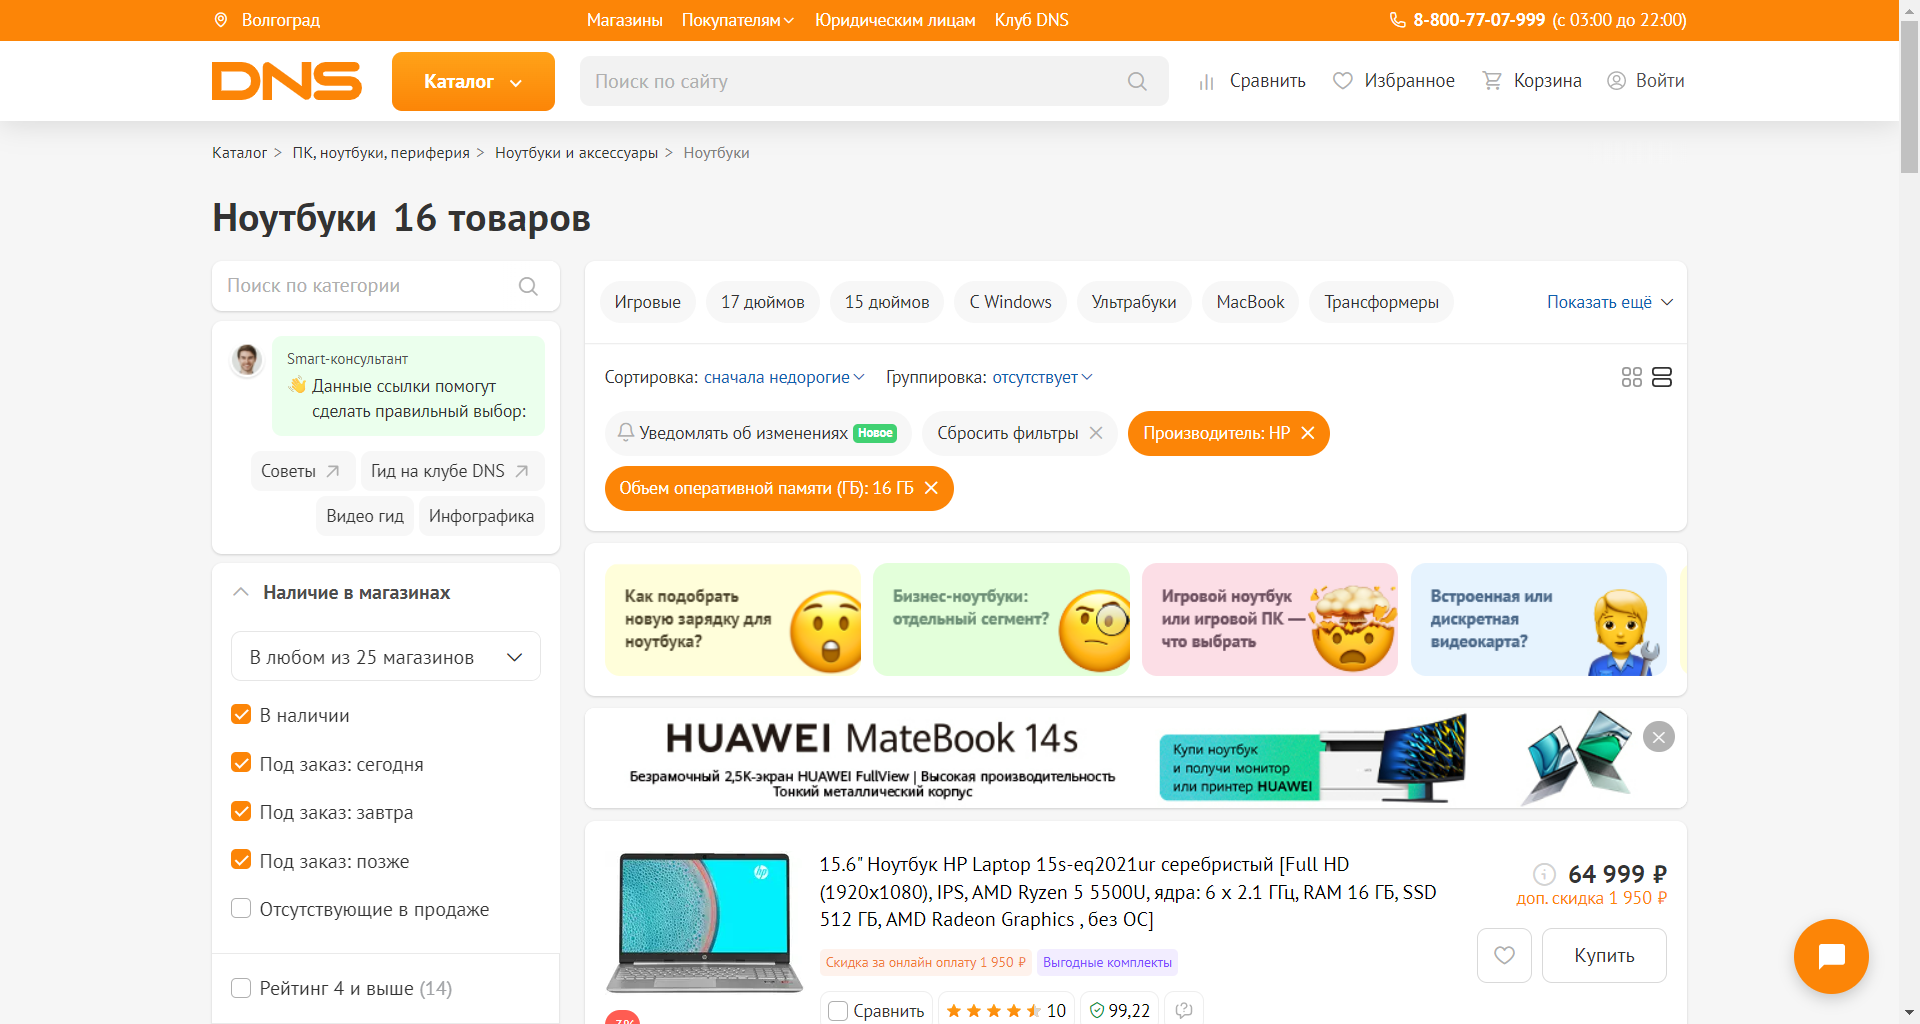 Волгоград
Магазины Покупателям Юридическим лицам Клуб DNS
8-800-77-07-999 (с 03:00 до 22:00)
DNS
Каталог
Поиск по сайту
Сравнить Избранное Корзина Войти
Каталог > ПК, ноутбуки, периферия > Ноутбуки и аксессуары > Ноутбуки
Ноутбуки 16 товаров
Поиск по категории
Smart-консультант
Данные ссылки помогут
сделать правильный выбор:
Советы Гид на клубе DNS
Видео гид Инфографика
Наличие в магазинах
В любом из 25 магазинов
В наличии
Под заказ: сегодня
Под заказ: завтра
Под заказ: позже
Отсутствующие в продаже
Рейтинг 4 и выше (14)
Игровые 17 дюймов 15 дюймов С Windows Ультрабуки MacBook Трансформеры Показать ещё
Сортировка: сначала недорогие Группировка: отсутствует
Уведомлять об изменениях Новое Сбросить фильтры Производитель: HP
Объем оперативной памяти (ГБ): 16 ГБ
Как подобрать
новую зарядку для
ноутбука?
Бизнес-ноутбуки:
отдельный сегмент?
Игровой ноутбук
или игровой ПК —
что выбрать
Встроенная или
дискретная
видеокарта?
HUAWEI MateBook 14s
Безрамочный 2,5K-экран HUAWEI FullView | Высокая производительность
Тонкий металлический корпус
Купи ноутбук
и получи монитор
или принтер HUAWEI
hp
15.6" Ноутбук HP Laptop 15s-eq2021ur серебристый [Full HD
(1920x1080), IPS, AMD Ryzen 5 5500U, ядра: 6 х 2.1 ГГц, RAM 16 ГБ, SSD
512 ГБ, AMD Radeon Graphics , без ОС]
64 999 ₽
доп. скидка 1 950 ₽
Скидка за онлайн оплату 1 950 ₽ Выгодные комплекты
Купить
Сравнить 10 99,22
-3%